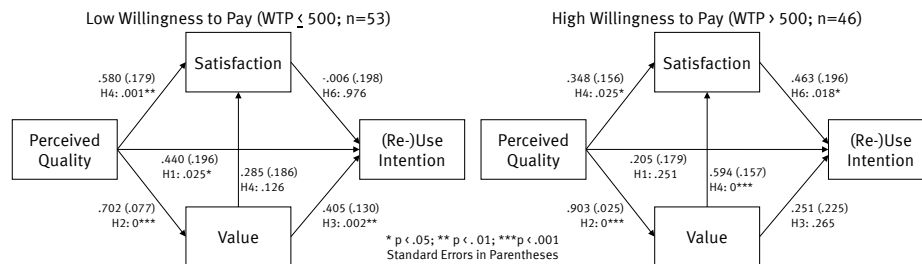 Low Willingness to Pay (WTP ≤ 500; n=53)
Satisfaction
.580 (.179)
H4: .001**
-.006 (.198)
H6: .976
Perceived
Quality
(Re-)Use
Intention
.440 (.196)
H1: .025*
.285 (.186)
H4: .126
.702 (.077)
H2: 0***
.405 (.130)
H3: .002**
Value
High Willingness to Pay (WTP > 500; n=46)
Satisfaction
.348 (.156)
H4: .025*
.463 (.196)
H6: .018*
Perceived
Quality
(Re-)Use
Intention
.205 (.179)
H1: .251
.594 (.157)
H4: 0***
.903 (.025)
H2: 0***
.251 (.225)
H3: .265
Value
* p < .05; ** p < . 01; ***p < .001
Standard Errors in Parentheses